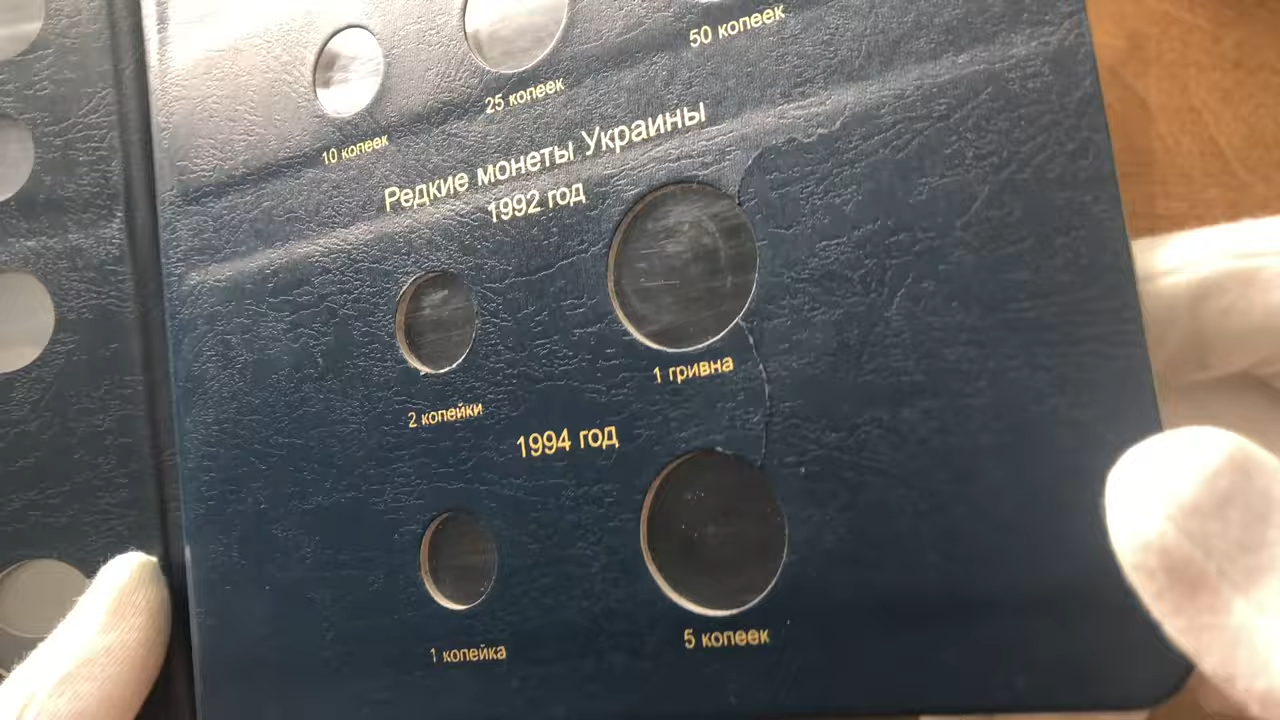 50 копеек
25 копеек
10 копеек
Редкие монеты Украины
1992 год
1 гривна
2 копейки
1994 год
5 копеек
1 копейка